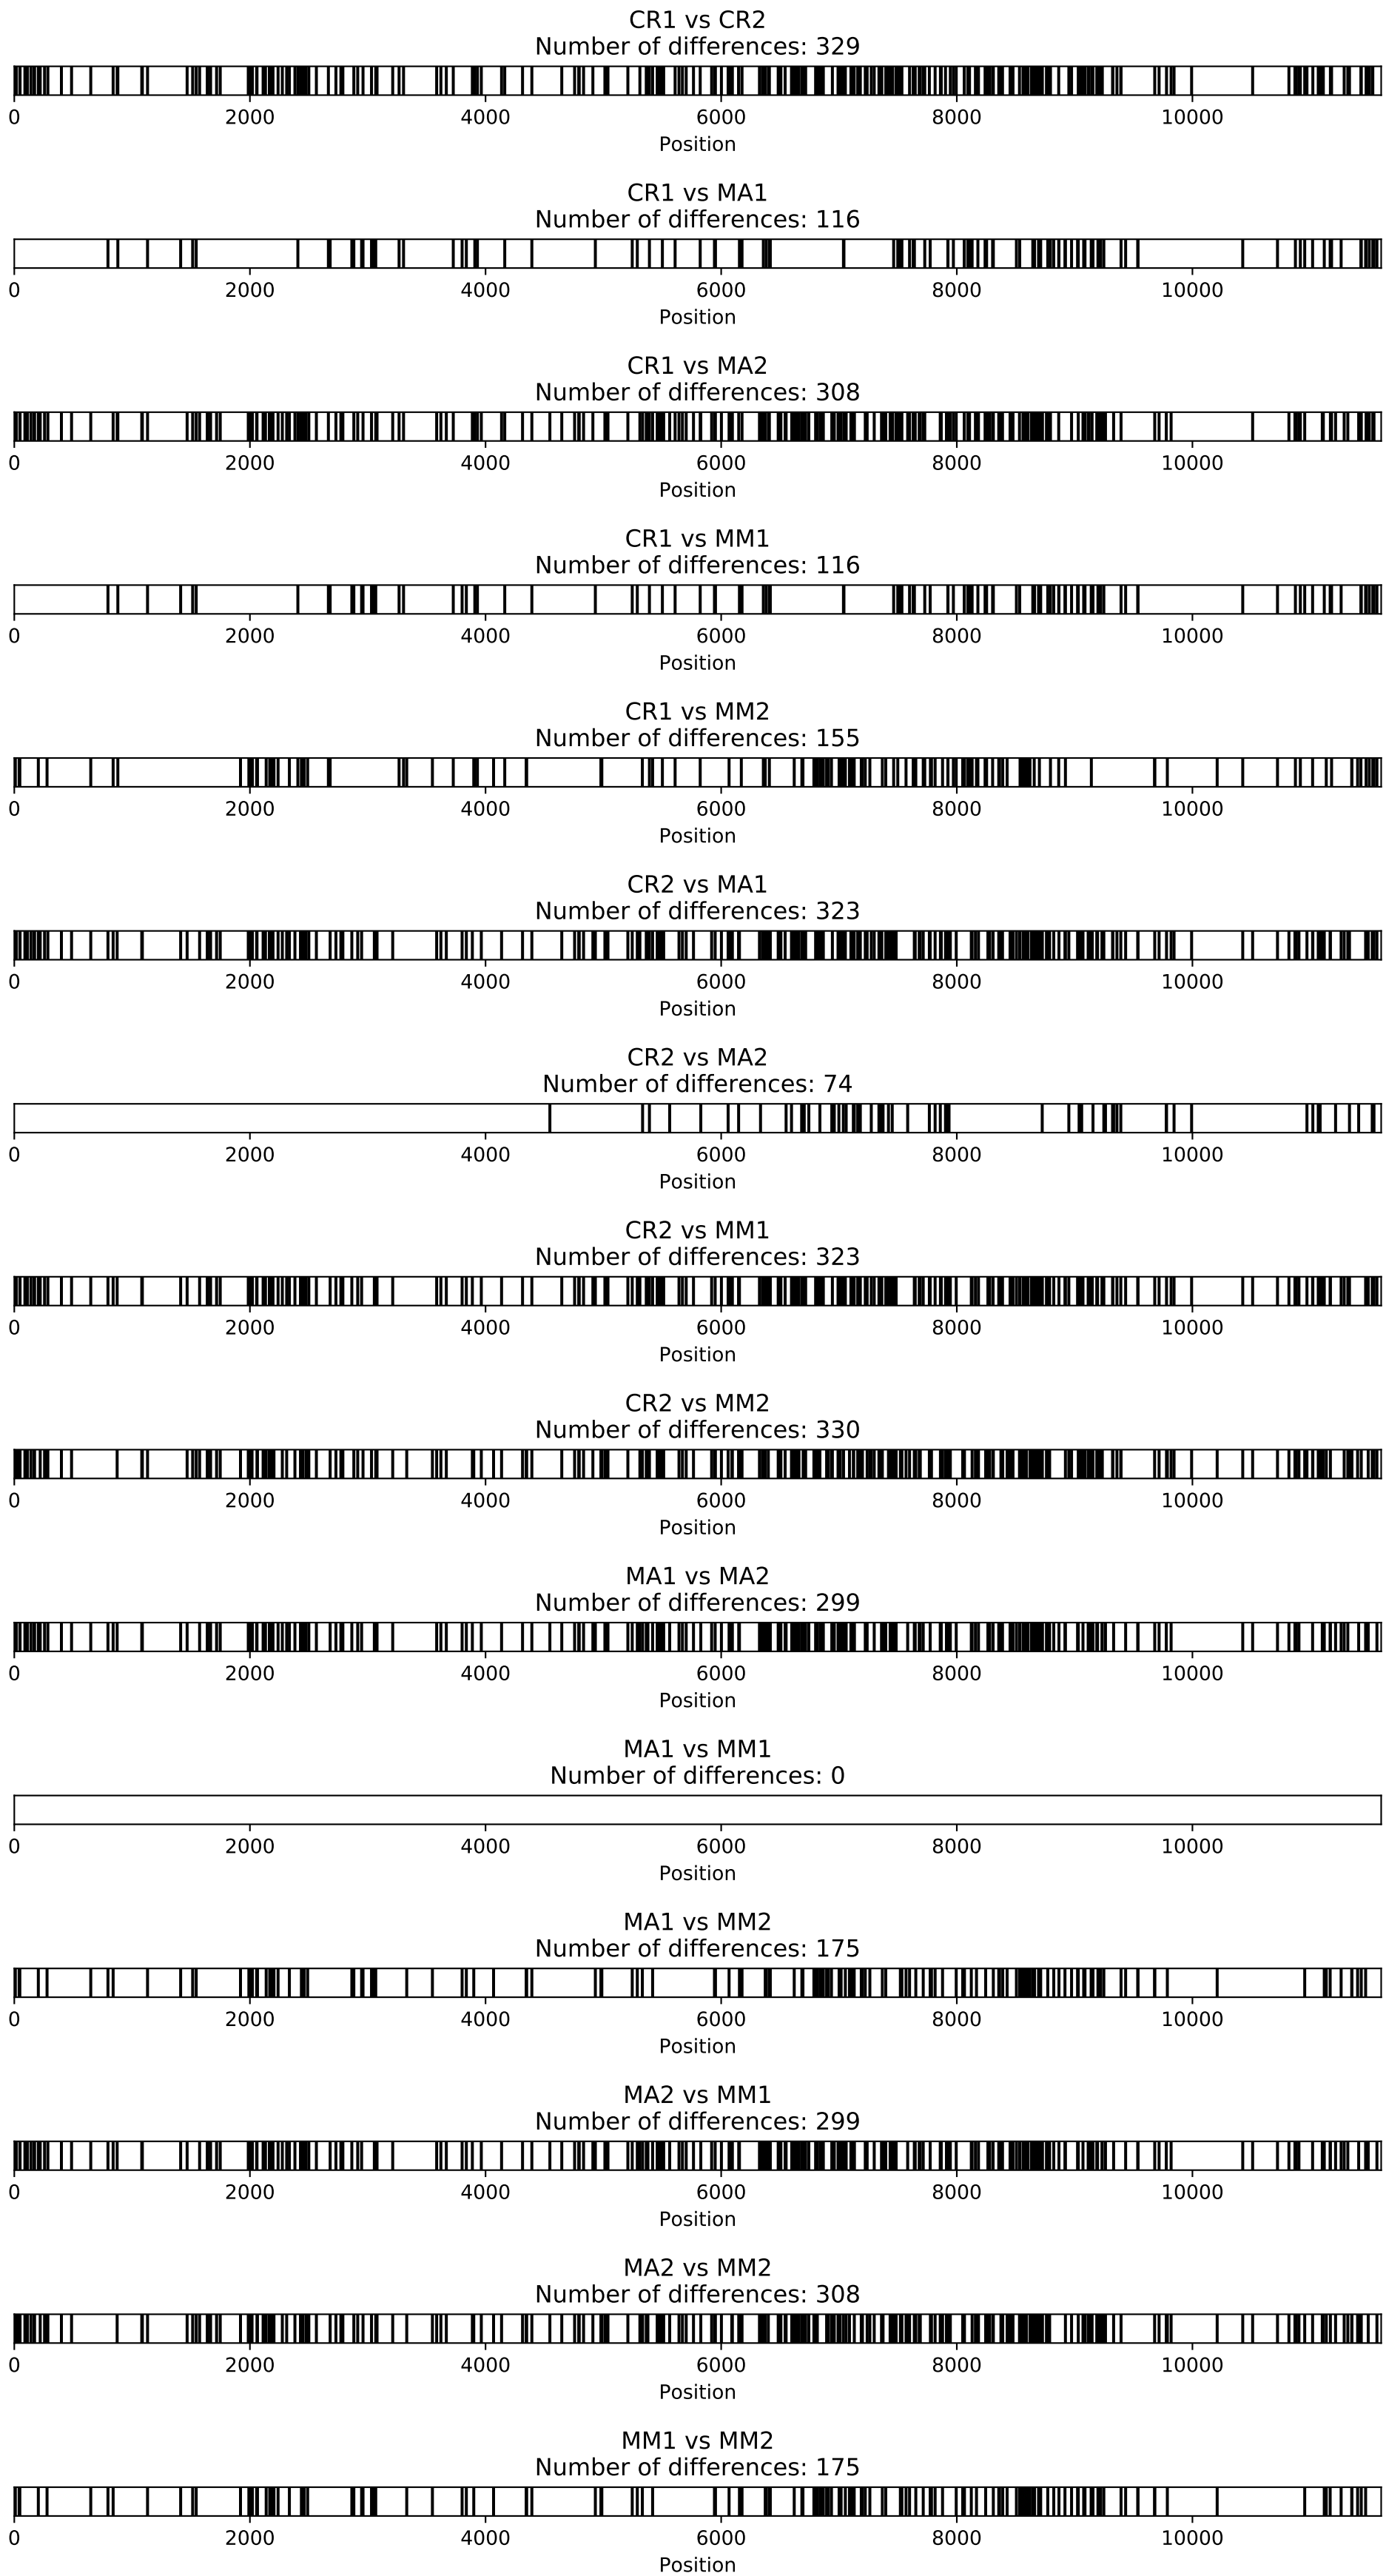 CR1 vs CR2
Number of differences: 329
0 2000 4000 6000 8000 10000
Position
CR1 vs MA1
Number of differences: 116
0 2000 4000 6000 8000 10000
Position
CR1 vs MA2
Number of differences: 308
0 2000 4000 6000 8000 10000
Position
CR1 vs MM1
Number of differences: 116
0 2000 4000 6000 8000 10000
Position
CR1 vs MM2
Number of differences: 155
0 2000 4000 6000 8000 10000
Position
CR2 vs MA1
Number of differences: 323
0 2000 4000 6000 8000 10000
Position
CR2 vs MA2
Number of differences: 74
0 2000 4000 6000 8000 10000
Position
CR2 vs MM1
Number of differences: 323
0 2000 4000 6000 8000 10000
Position
CR2 vs MM2
Number of differences: 330
0 2000 4000 6000 8000 10000
Position
MA1 vs MA2
Number of differences: 299
0 2000 4000 6000 8000 10000
Position
MA1 vs MM1
Number of differences: 0
0 2000 4000 6000 8000 10000
Position
MA1 vs MM2
Number of differences: 175
0 2000 4000 6000 8000 10000
Position
MA2 vs MM1
Number of differences: 299
0 2000 4000 6000 8000 10000
Position
MA2 vs MM2
Number of differences: 308
0 2000 4000 6000 8000 10000
Position
MM1 vs MM2
Number of differences: 175
0 2000 4000 6000 8000 10000
Position